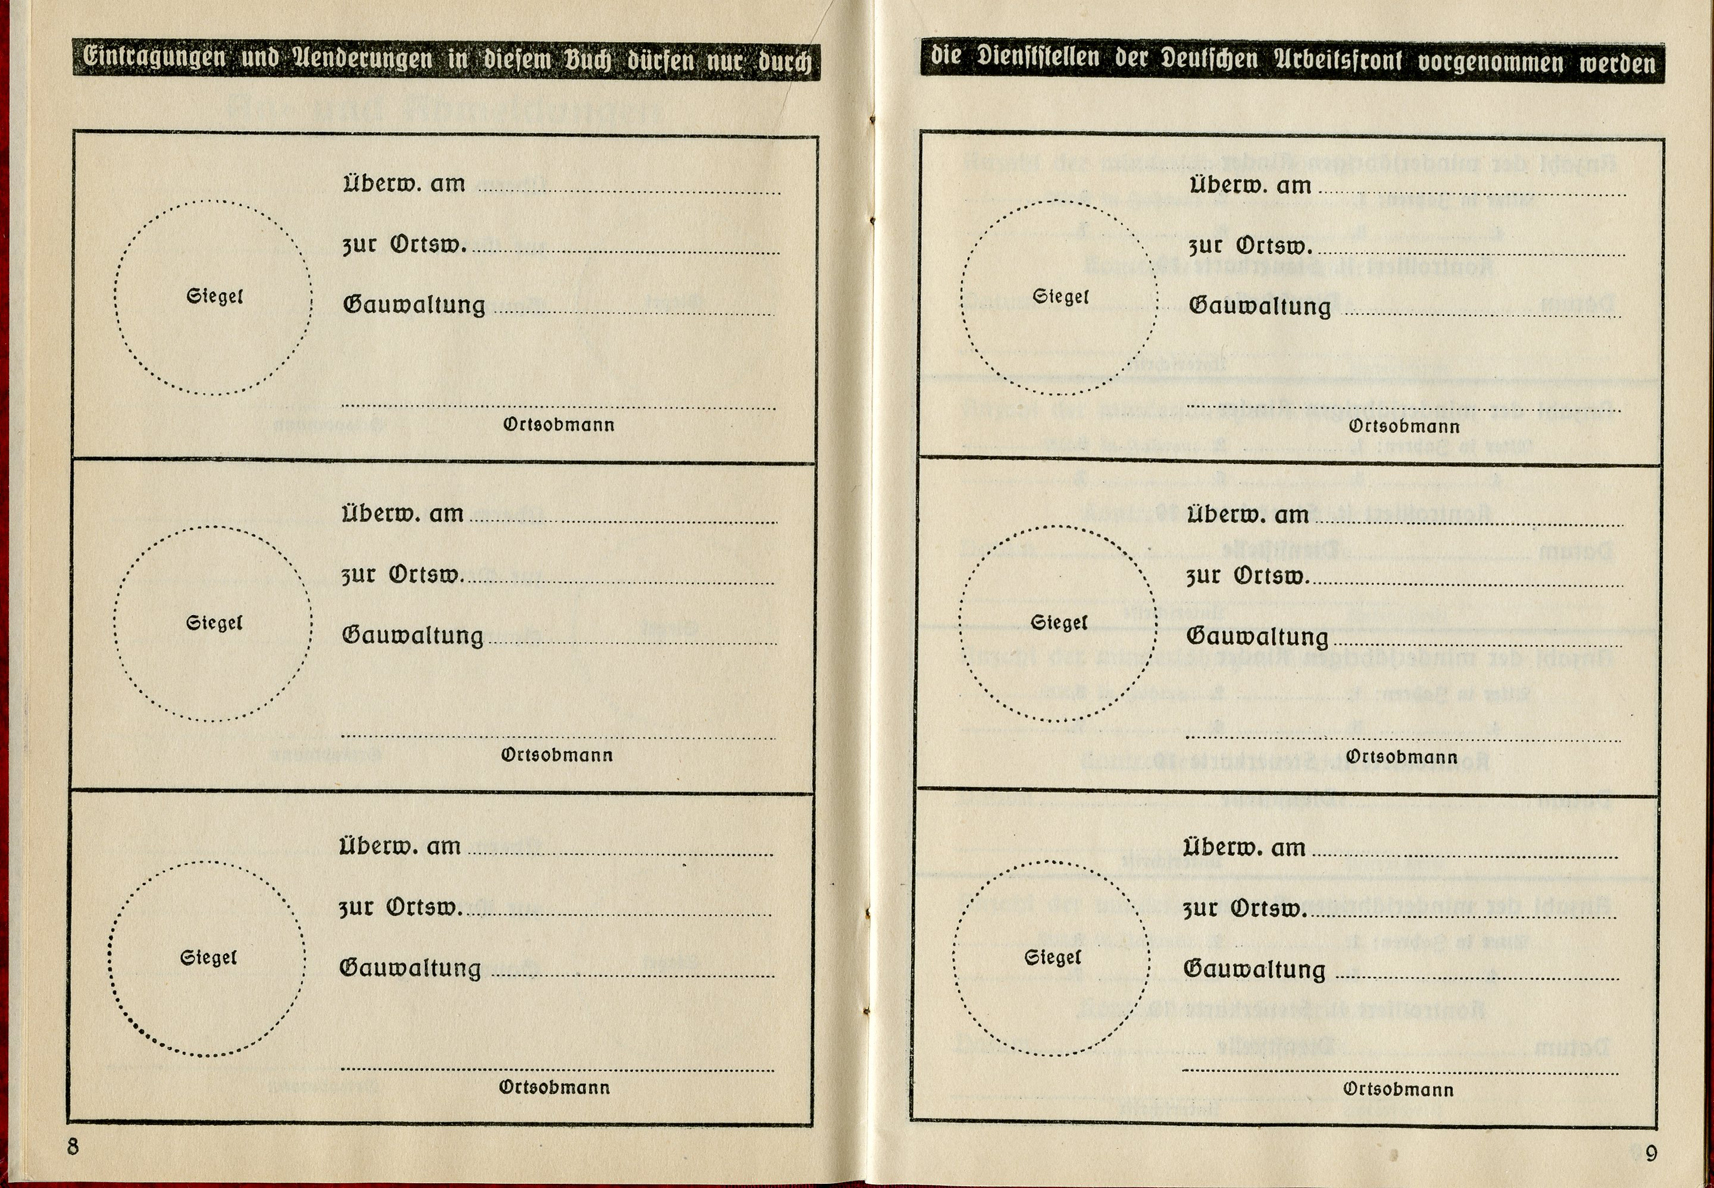 Eintragungen und Aenderungen in diesem Buch dürfen nur durch
Überw. am
zur Ortsw.
Siegel
Gauwaltung
Ortsobmann
Überw. am
zur Ortsw.
Siegel
Gauwaltung
Ortsobmann
Überw. am
zur Ortsw.
Siegel
Gauwaltung
Ortsobmann
8
die Dienststellen der Deutschen Arbeitsfront vorgenommen werden
Überw. am
zur Ortsw.
Siegel
Gauwaltung
Ortsobmann
Überw. am
zur Ortsw.
Siegel
Gauwaltung
Ortsobmann
Überw. am
zur Ortsw.
Siegel
Gauwaltung
Ortsobmann
9